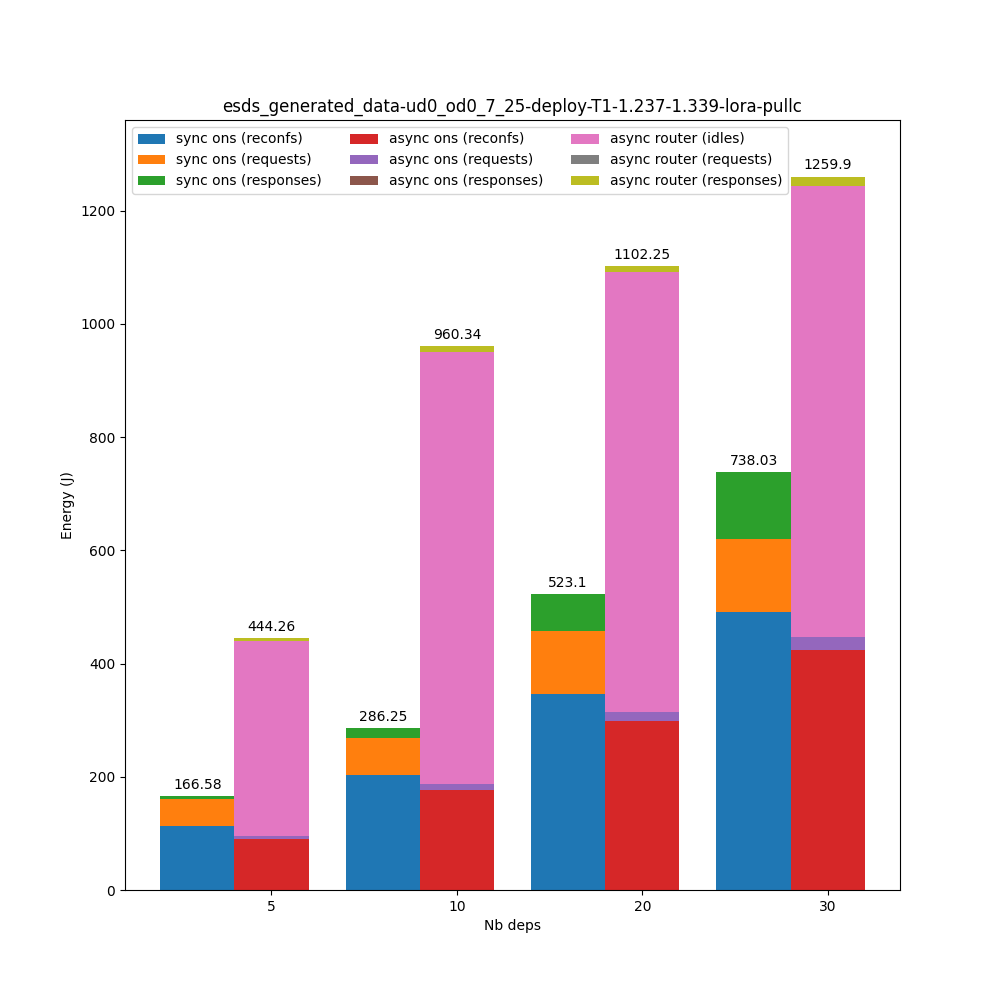 esds_generated_data-ud0_od0_7_25-deploy-T1-1.237-1.339-lora-pullc
sync ons (reconfs) async ons (reconfs) async router (idles)
sync ons (requests) async ons (requests) async router (requests)
sync ons (responses) async ons (responses) async router (responses)
1259.9
1200
1102.25
1000
960.34
800
738.03
Energy (J)
600
523.1
444.26
400
286.25
200
166.58
0
5 10 20 30
Nb deps